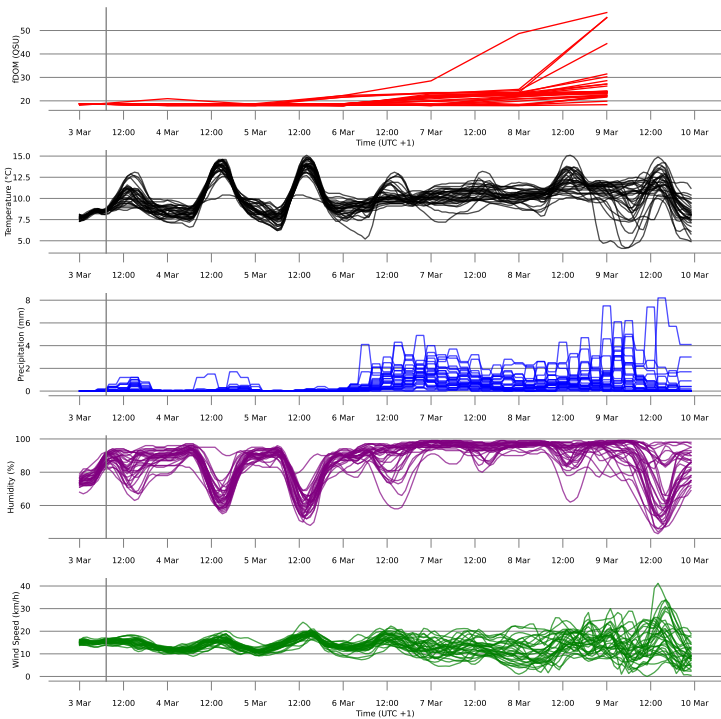 50
40
30
20
fDOM (QSU)
3 Mar 12:00 4 Mar 12:00 5 Mar 12:00 6 Mar 12:00 7 Mar 12:00 8 Mar 12:00 9 Mar 12:00 10 Mar
Time (UTC +1)
15.0
12.5
10.0
7.5
5.0
Temperature (°C)
3 Mar 12:00 4 Mar 12:00 5 Mar 12:00 6 Mar 12:00 7 Mar 12:00 8 Mar 12:00 9 Mar 12:00 10 Mar
8
6
4
2
0
Precipitation (mm)
3 Mar 12:00 4 Mar 12:00 5 Mar 12:00 6 Mar 12:00 7 Mar 12:00 8 Mar 12:00 9 Mar 12:00 10 Mar
100
80
60
Humidity (%)
3 Mar 12:00 4 Mar 12:00 5 Mar 12:00 6 Mar 12:00 7 Mar 12:00 8 Mar 12:00 9 Mar 12:00 10 Mar
40
30
20
10
0
Wind Speed (km/h)
3 Mar 12:00 4 Mar 12:00 5 Mar 12:00 6 Mar 12:00 7 Mar 12:00 8 Mar 12:00 9 Mar 12:00 10 Mar
Time (UTC +1)